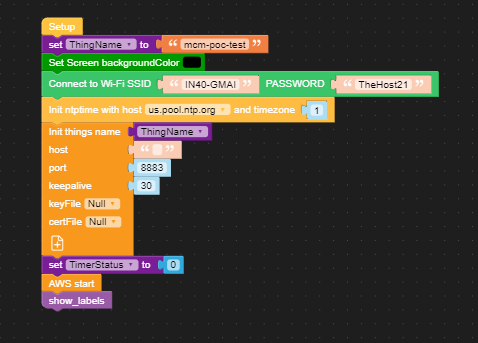 Setup
set ThingName to “ mcm-poc-test ”
Set Screen backgroundColor
Connect to Wi-Fi SSID “ IN40-GMAI ” PASSWORD “ TheHost21 ”
Init ntptime with host us.pool.ntp.org and timezone 1
Init things name ThingName
host “ ”
port 8883
keepalive 30
keyFile Null
certFile Null
set TimerStatus to 0
AWS start
show_labels